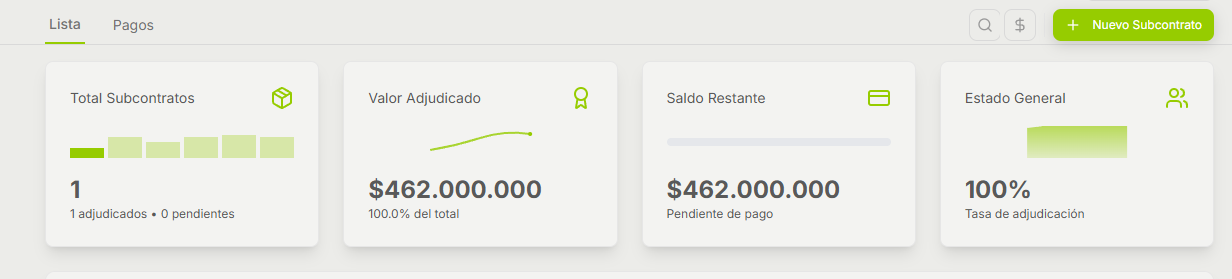 Lista
Pagos
Nuevo Subcontrato
Total Subcontratos
1
1 adjudicados • 0 pendientes
Valor Adjudicado
$462.000.000
100.0% del total
Saldo Restante
$462.000.000
Pendiente de pago
Estado General
100%
Tasa de adjudicación